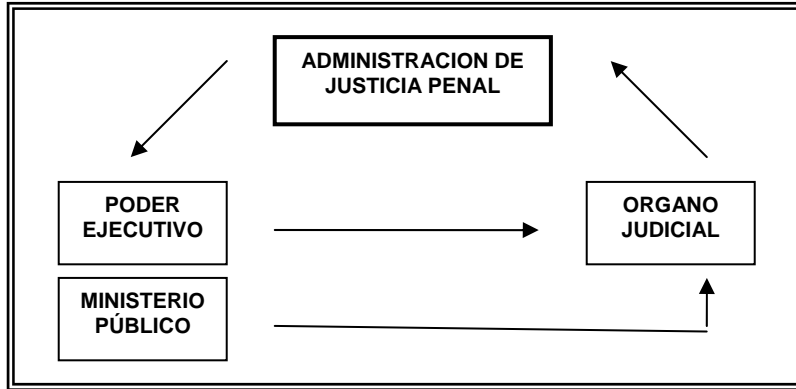 ADMINISTRACION DE
JUSTICIA PENAL
PODER
EJECUTIVO
ORGANO
JUDICIAL
MINISTERIO
PÚBLICO